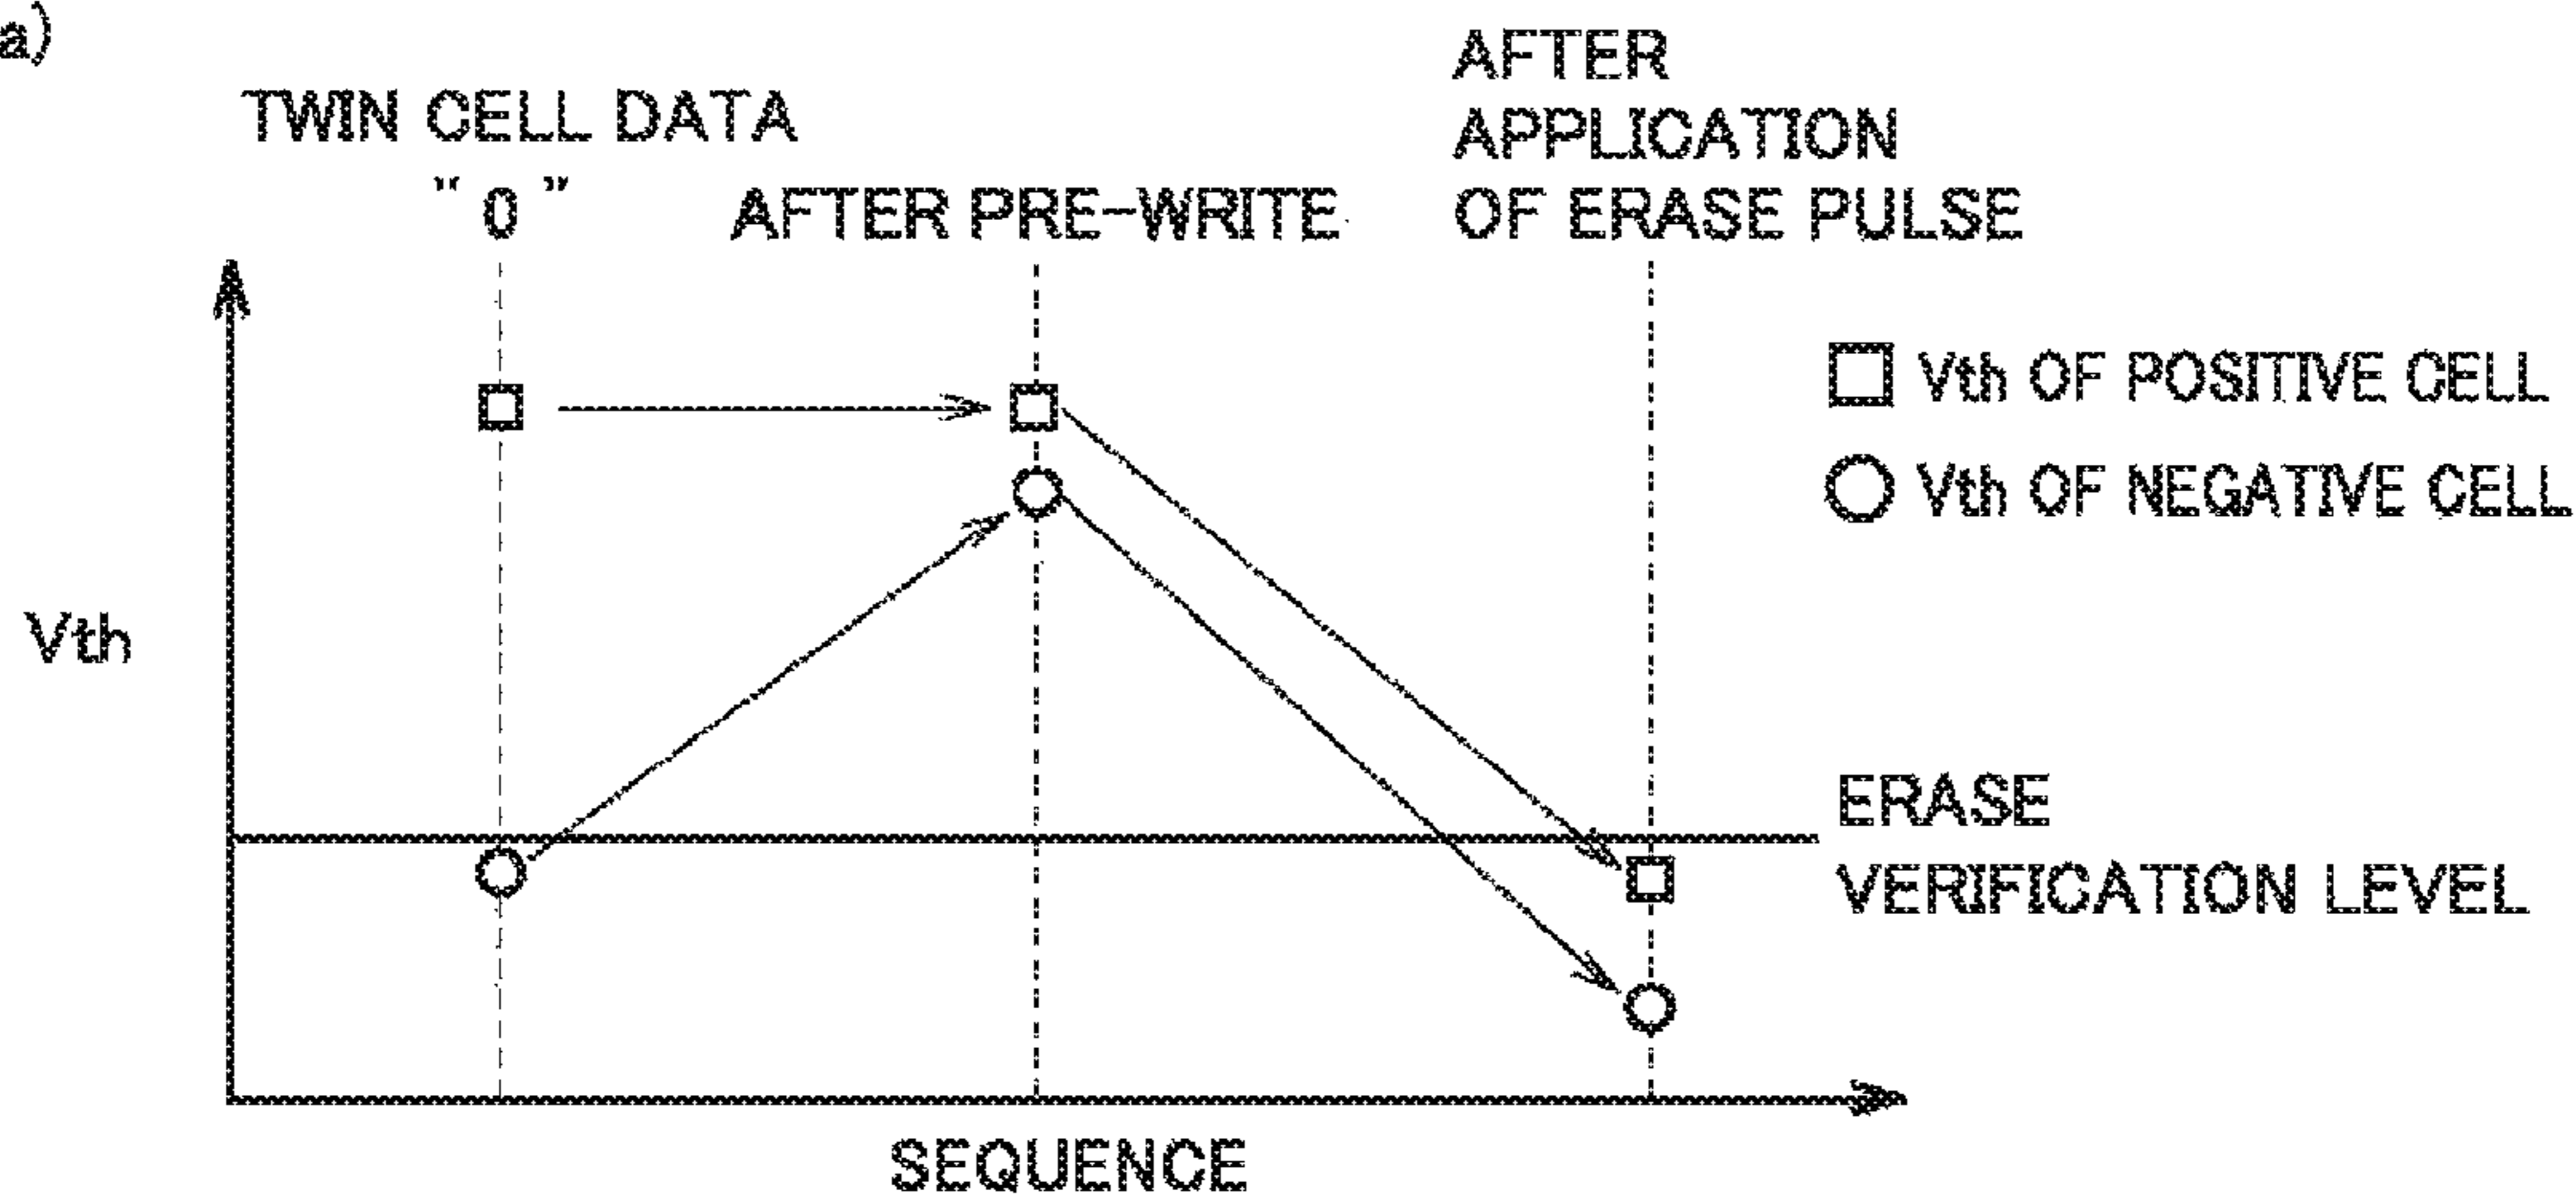 a)
TWIN CELL DATA
" 0 "
AFTER PRE-WRITE
AFTER
APPLICATION
OF ERASE PULSE
Vth OF POSITIVE CELL
Vth OF NEGATIVE CELL
Vth
ERASE
VERIFICATION LEVEL
SEQUENCE